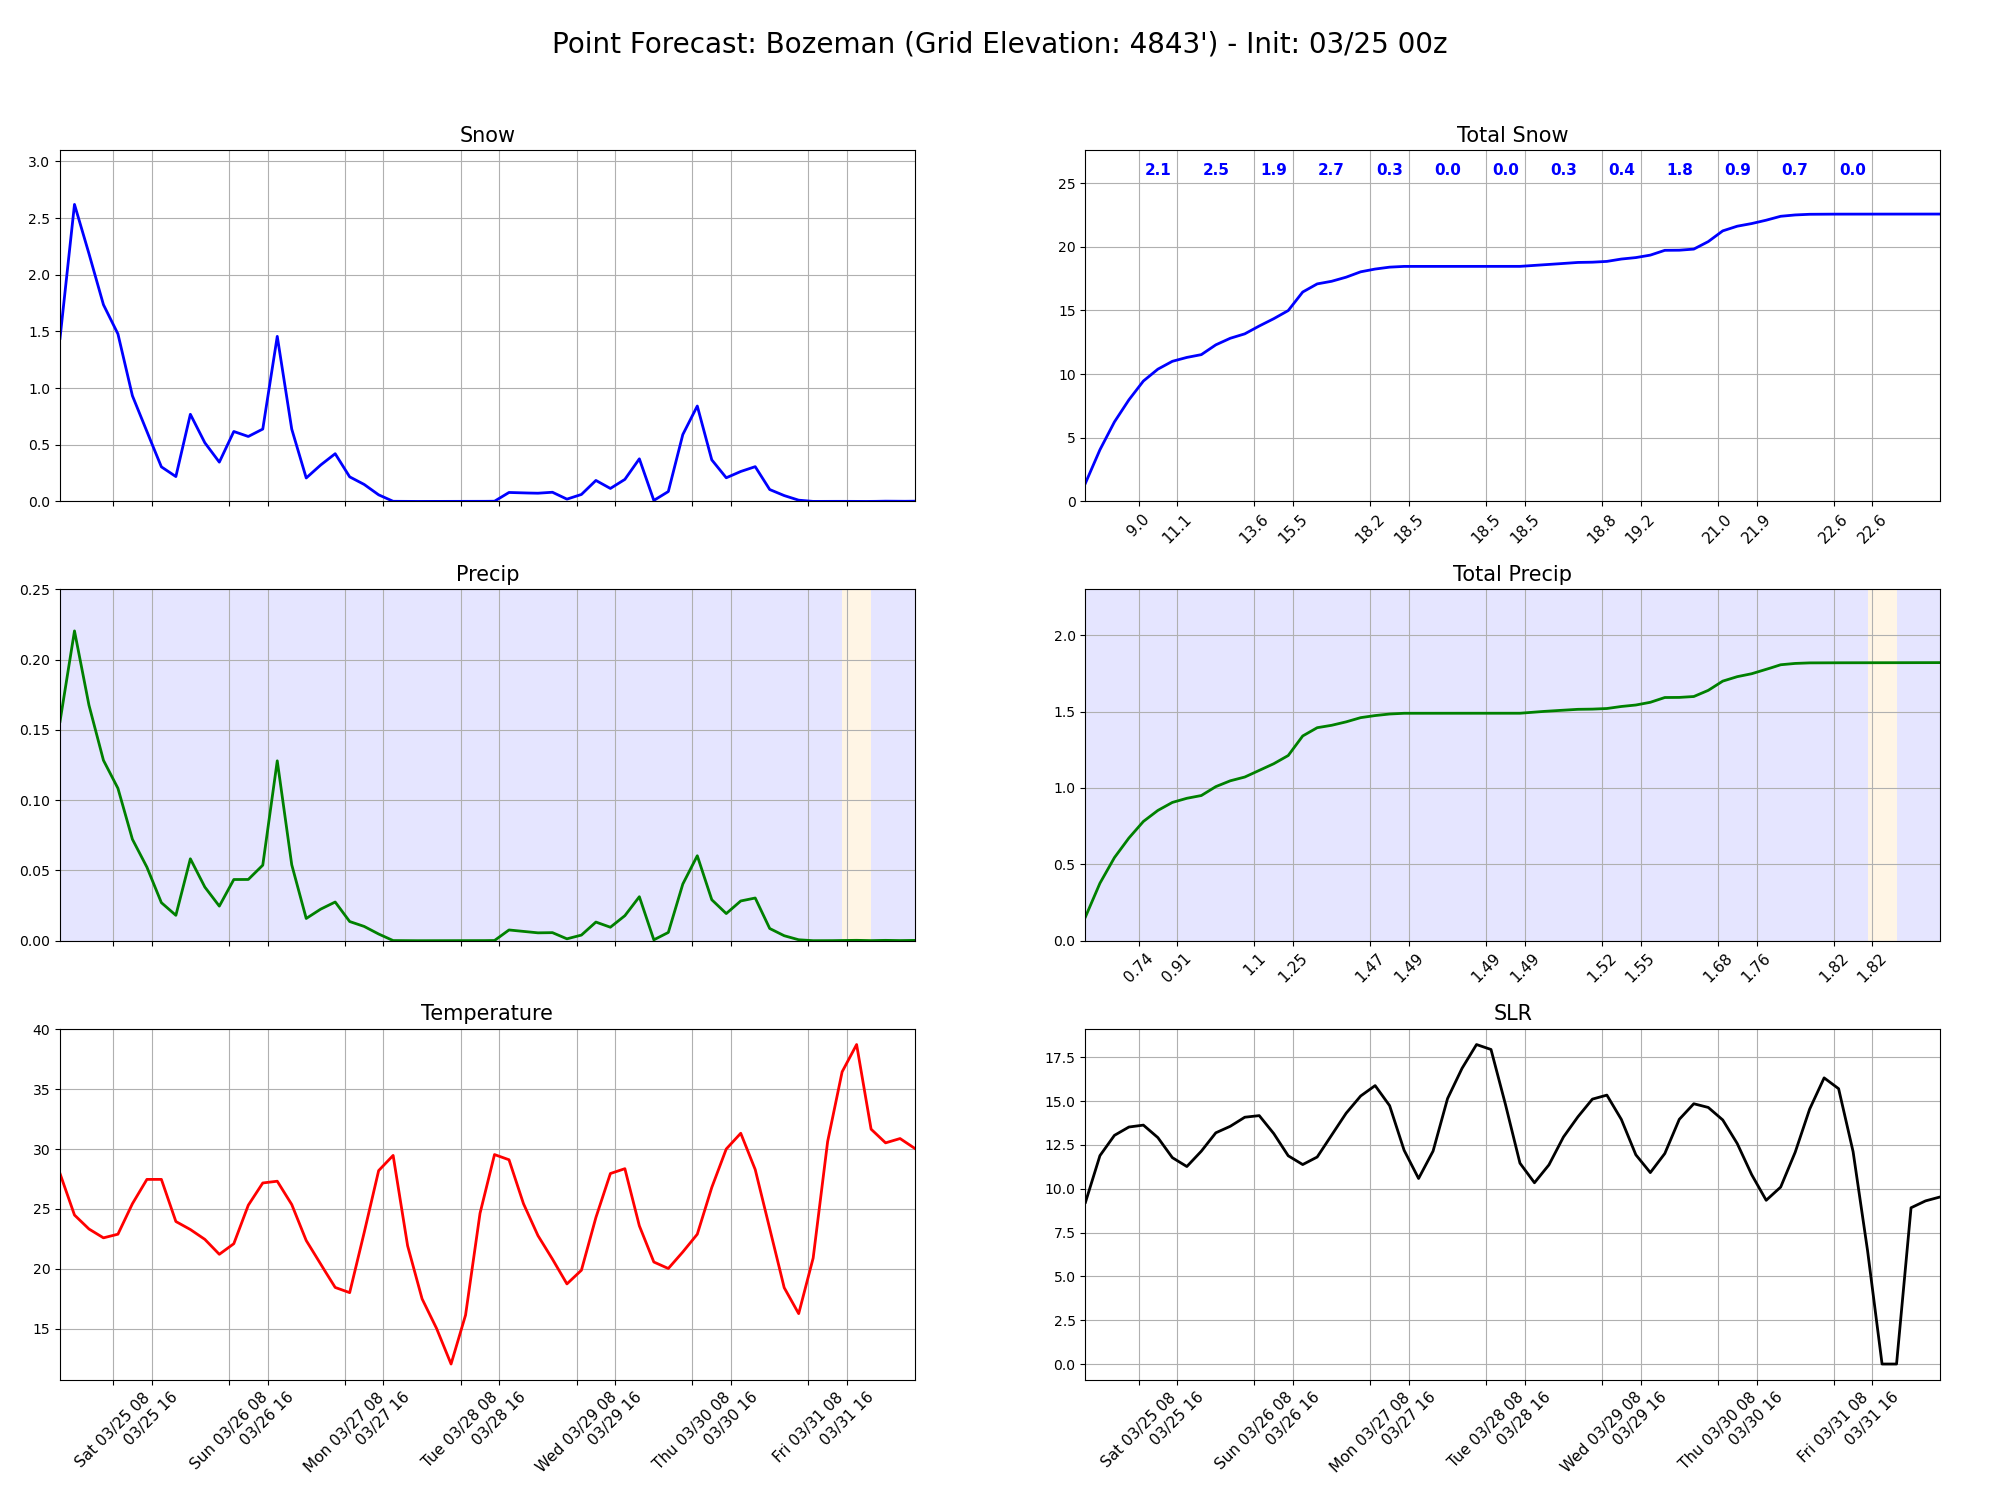 Point Forecast: Bozeman (Grid Elevation: 4843') - Init: 03/25 00z
Snow
3.0
2.5
2.0
1.5
1.0
0.5
0.0
Total Snow
2.1 2.5 1.9 2.7 0.3 0.0 0.0 0.3 0.4 1.8 0.9 0.7 0.0
25
20
15
10
5
0
9.0 11.1 13.6 15.5 18.2 18.5 18.5 18.5 18.8 19.2 21.0 21.9 22.6 22.6
Precip
0.25
0.20
0.15
0.10
0.05
0.00
Total Precip
2.0
1.5
1.0
0.5
0.0
0.74 0.91 1.1 1.25 1.47 1.49 1.49 1.49 1.52 1.55 1.68 1.76 1.82 1.82
Temperature
40
35
30
25
20
15
Sat 03/25 08
03/25 16
Sun 03/26 08
03/26 16
Mon 03/27 08
03/27 16
Tue 03/28 08
03/28 16
Wed 03/29 08
03/29 16
Thu 03/30 08
03/30 16
Fri 03/31 08
03/31 16
SLR
17.5
15.0
12.5
10.0
7.5
5.0
2.5
0.0
Sat 03/25 08
03/25 16
Sun 03/26 08
03/26 16
Mon 03/27 08
03/27 16
Tue 03/28 08
03/28 16
Wed 03/29 08
03/29 16
Thu 03/30 08
03/30 16
Fri 03/31 08
03/31 16